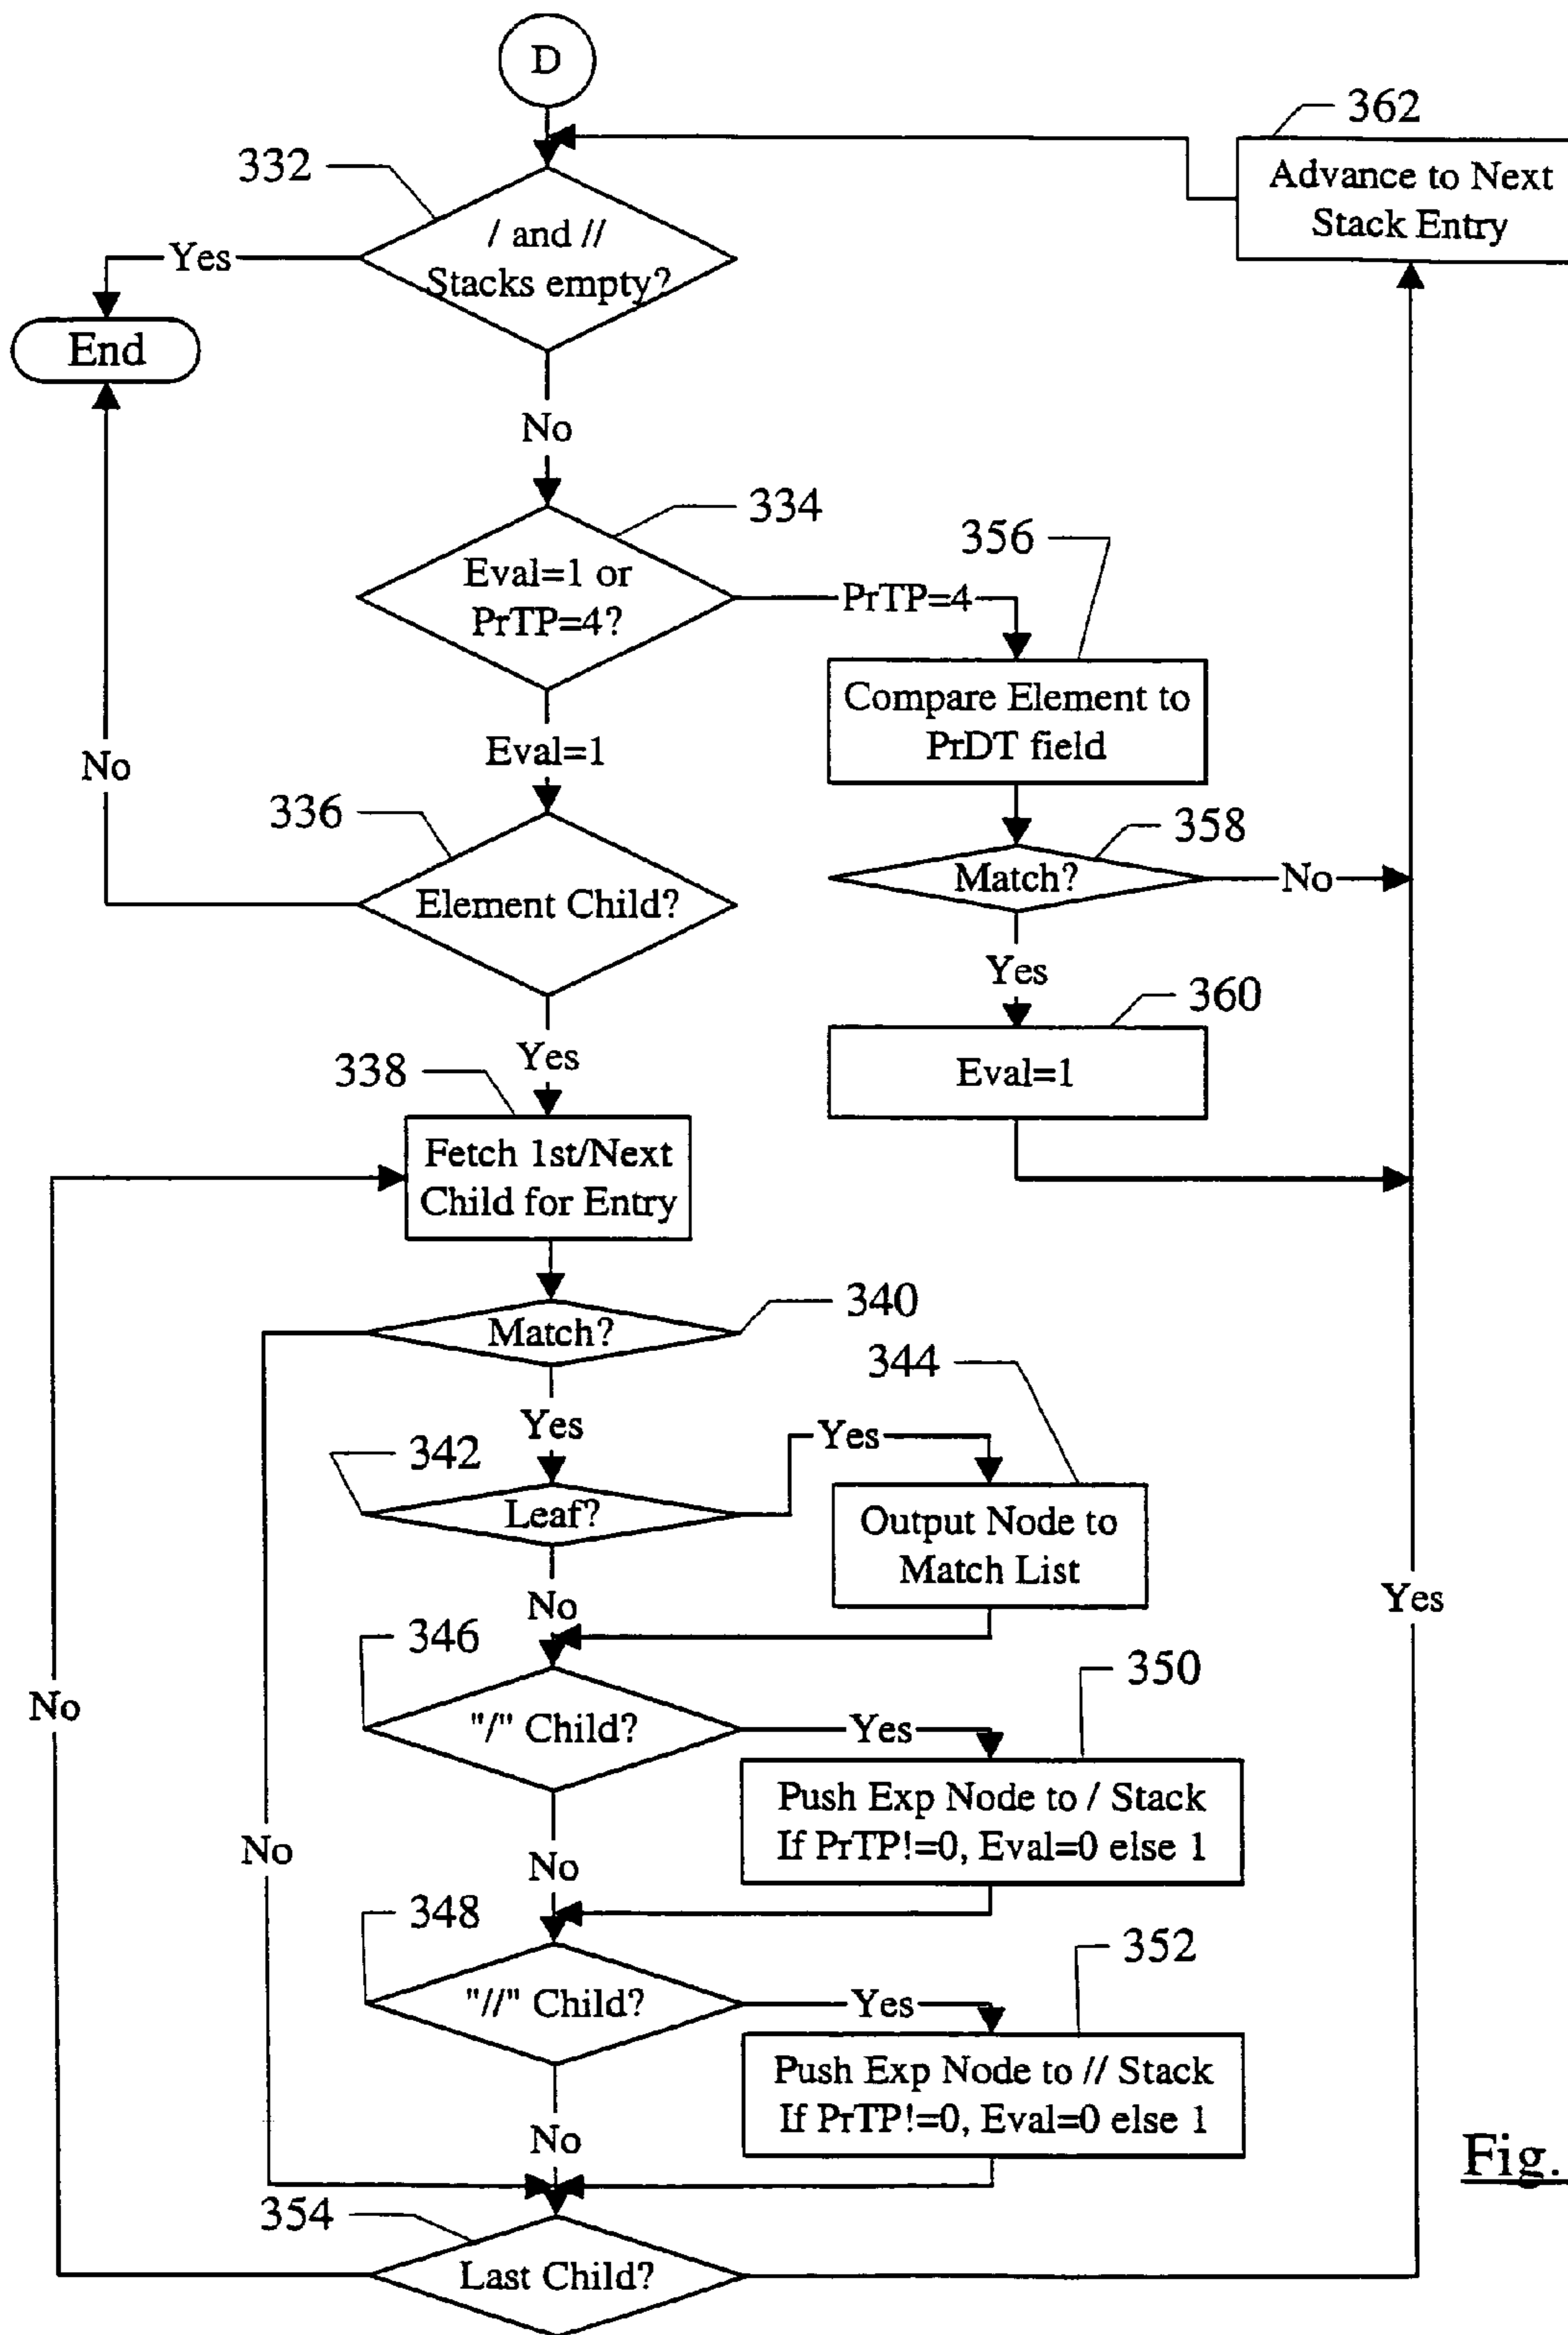 D
362
Advance to Next
Stack Entry
332
/ and //
Stacks empty?
Yes
End
No
334
Eval=1 or
PrTP=4?
PrTP=4
356
Compare Element to
PrDT field
Eval=1
No
336
Element Child?
358
Match?
No
Yes
360
Eval=1
Yes
338
Fetch 1st/Next
Child for Entry
340
Match?
344
Yes
342
Leaf?
Yes
Output Node to
Match List
No
Yes
346
"/" Child?
Yes
350
Push Exp Node to / Stack
If PrTP!=0, Eval=0 else 1
No
No
No
348
"//" Child?
Yes
352
Push Exp Node to // Stack
If PrTP!=0, Eval=0 else 1
No
354
Last Child?
Fig.